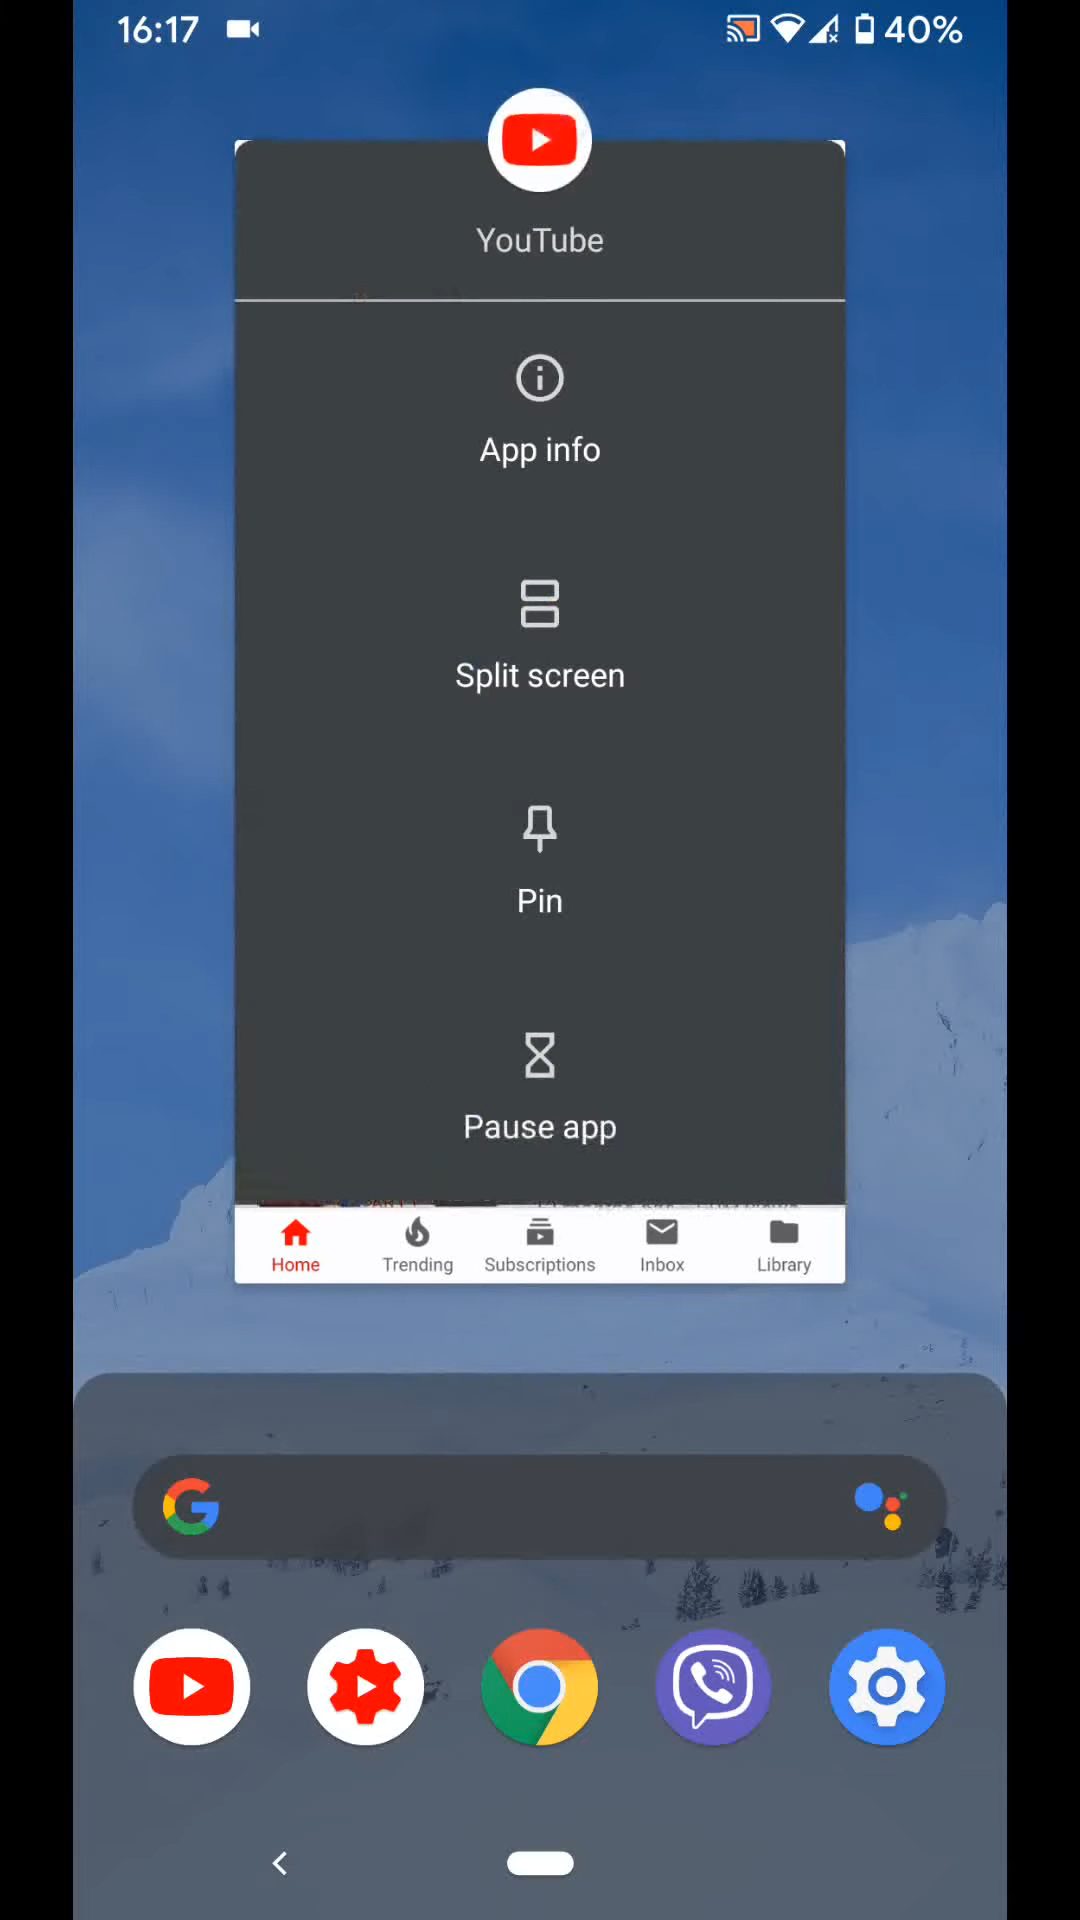 16:17
40%
YouTube
App info
Split screen
Pin
Pause app
Home Trending Subscriptions Inbox Library